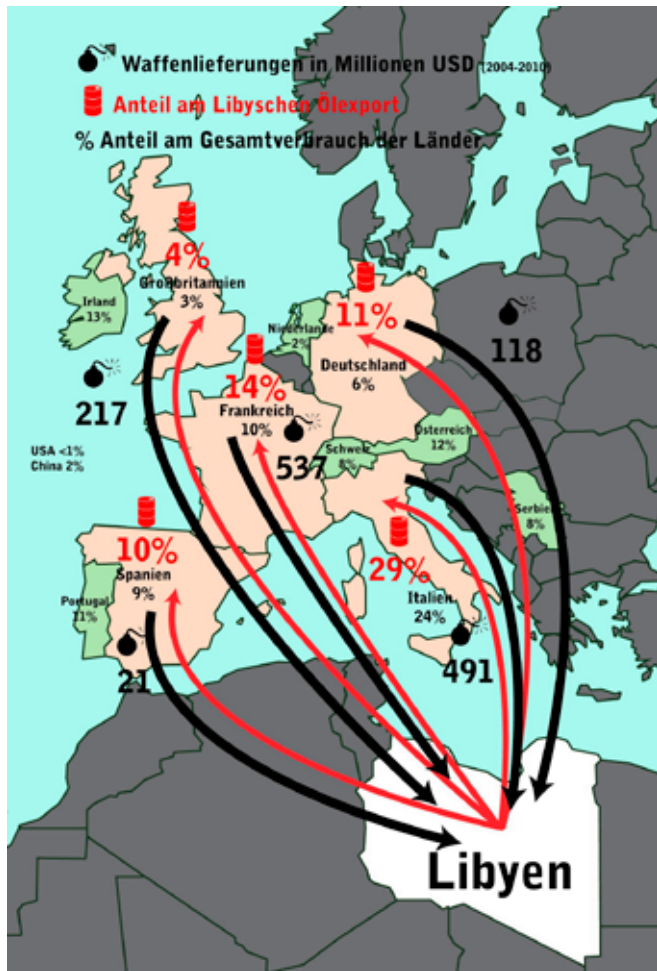 Waffenlieferungen in Millionen USD (2004-2010)
Anteil am Libyschen Ölexport
% Anteil am Gesamtverbrauch der Länder
4%
Großbritannien
3%
Irland
13%
Niederlande
2%
11%
Deutschland
6%
118
217
14%
Frankreich
10%
537
USA <1%
China 2%
Schweiz
8%
Österreich
12%
Serbien
8%
10%
Spanien
9%
Portugal
11%
21
29%
Italien
24%
491
Libyen